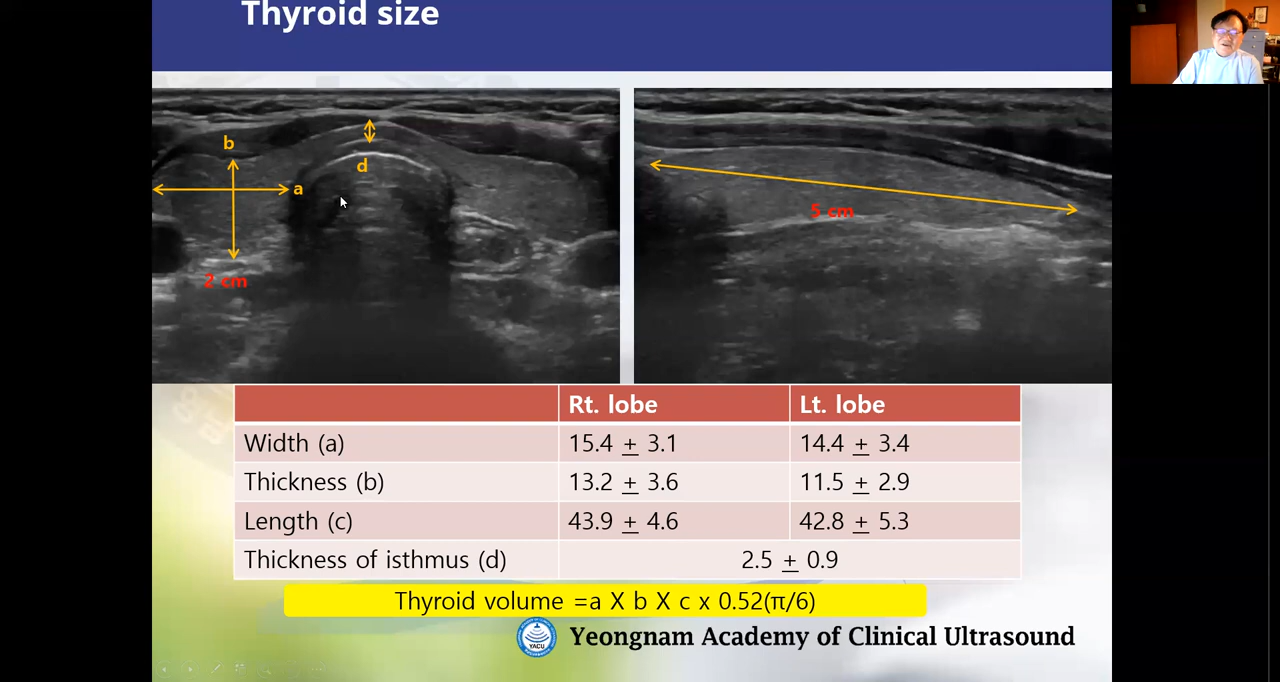 Thyroid size
b
a
d
2 cm
5 cm
Rt. lobe Lt. lobe
Width (a) 15.4 + 3.1 14.4 + 3.4
Thickness (b) 13.2 + 3.6 11.5 + 2.9
Length (c) 43.9 + 4.6 42.8 + 5.3
Thickness of isthmus (d) 2.5 + 0.9
Thyroid volume =a X b X c x 0.52(π/6)
YACU
Yeongnam Academy of Clinical Ultrasound